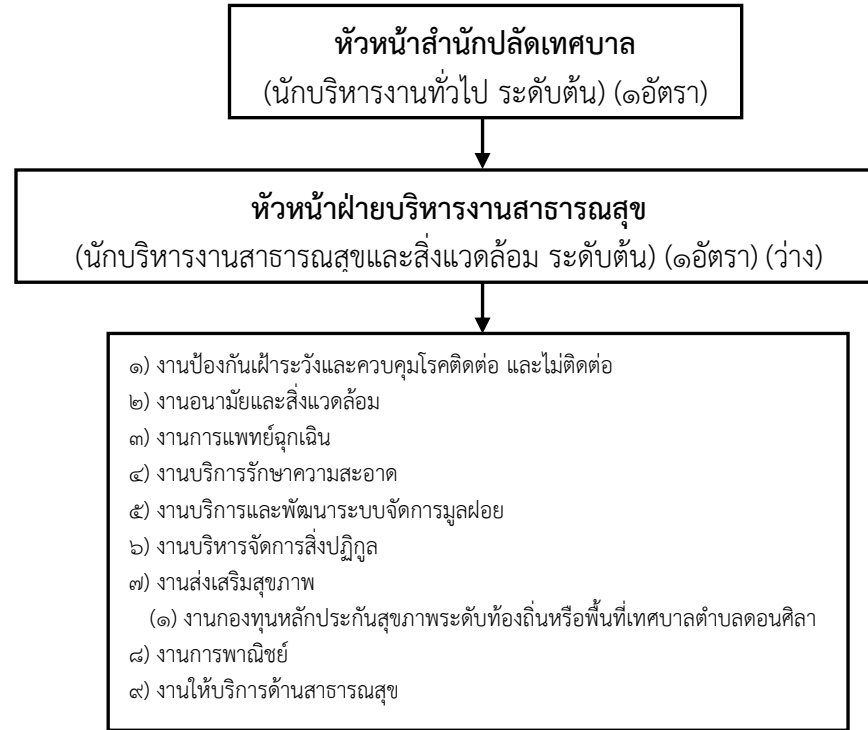 หัวหน้าสำนักปลัดเทศบาล
(นักบริหารงานทั่วไป ระดับต้น) (๑อัตรา)
หัวหน้าฝ่ายบริหารงานสาธารณสุข
(นักบริหารงานสาธารณสุขและสิ่งแวดล้อม ระดับต้น) (๑อัตรา) (ว่าง)
๑) งานป้องกันเฝ้าระวังและควบคุมโรคติดต่อ และไม่ติดต่อ
๒) งานอนามัยและสิ่งแวดล้อม
๓) งานการแพทย์ฉุกเฉิน
๔) งานบริการรักษาความสะอาด
๕) งานบริการและพัฒนาระบบจัดการมูลฝอย
๖) งานบริหารจัดการสิ่งปฏิกูล
๗) งานส่งเสริมสุขภาพ
(๑) งานกองทุนหลักประกันสุขภาพระดับท้องถิ่นหรือพื้นที่เทศบาลตำบลดอนศิลา
๘) งานการพาณิชย์
๙) งานให้บริการด้านสาธารณสุข